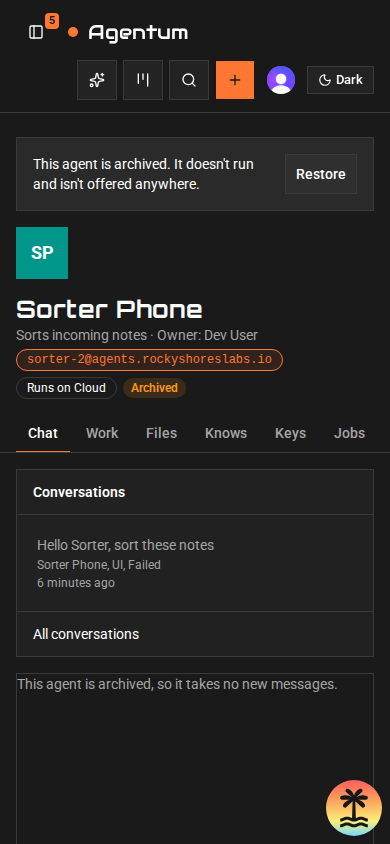 5
Agentum
Dark
This agent is archived. It doesn't run
and isn't offered anywhere.
Restore
SP
Sorter Phone
Sorts incoming notes · Owner: Dev User
sorter-2@agents.rockyshoreslabs.io
Runs on Cloud
Archived
Chat Work Files Knows Keys Jobs
Conversations
Hello Sorter, sort these notes
Sorter Phone, UI, Failed
6 minutes ago
All conversations
This agent is archived, so it takes no new messages.